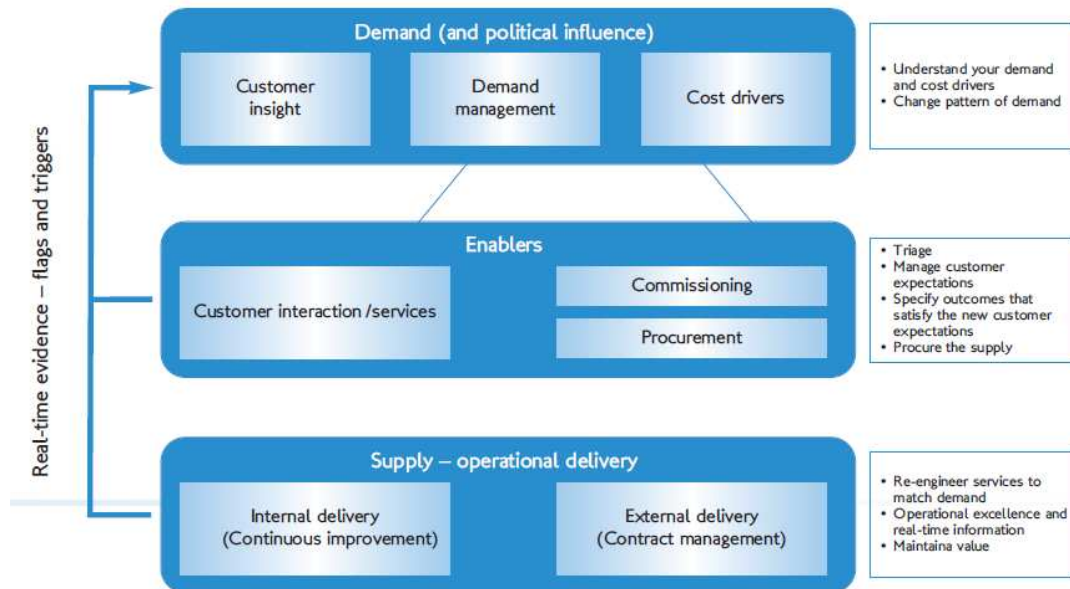 Demand (and political influence)
Customer
insight
Demand
management
Cost drivers
• Understand your demand
and cost drivers
• Change pattern of demand
Real-time evidence – flags and triggers
Enablers
Customer interaction /services
Commissioning
Procurement
• Triage
• Manage customer
expectations
• Specify outcomes that
satisfy the new customer
expectations
• Procure the supply
Supply – operational delivery
Internal delivery
(Continuous improvement)
External delivery
(Contract management)
• Re-engineer services to
match demand
• Operational excellence and
real-time information
• Maintaina value